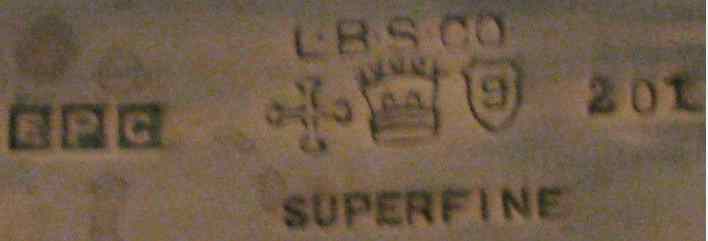 L·B·S·CO
EPC 9 201
SUPERFINE